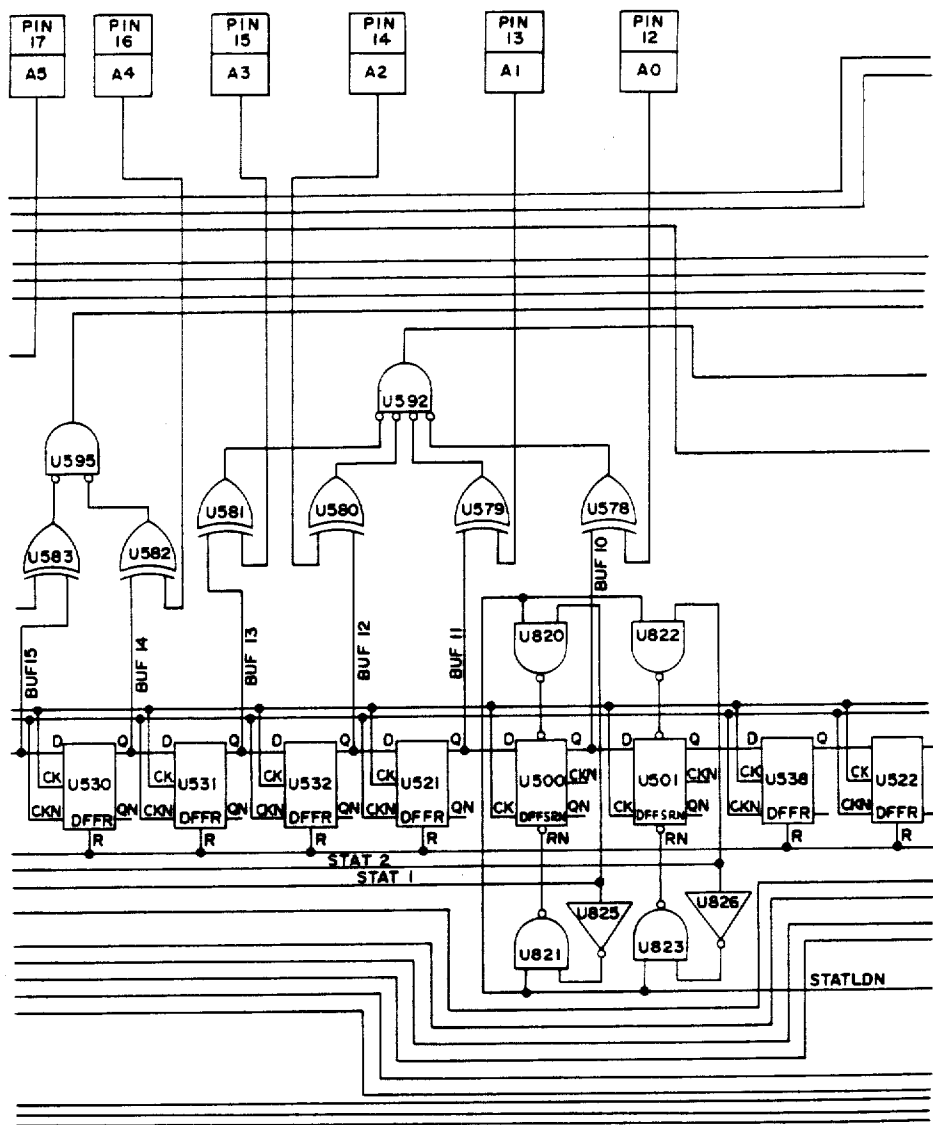 PIN 17
PIN 16
PIN 15
PIN 14
PIN 13
PIN 12
A5
A4
A3
A2
A1
A0
U592
U595
U583
U582
U581
U580
U579
U578
BUF 10
BUF15
BUF 14
BUF 13
BUF 12
BUF 11
U820
U822
D
Q
D
Q
D
Q
D
Q
D
Q
D
Q
D
Q
D
U530
U531
U532
U521
U500
U501
U538
U522
CK
CK
CK
CK
CKN
CKN
CK
CK
CKN
QN
CKN
QN
CKN
QN
CKN
QN
CK
QN
CK
QN
CKN
CKN
DFFR
DFFR
DFFR
DFFR
DFFSRN
DFFSRN
DFFR
DFFR
R
R
R
R
RN
RN
R
R
STAT 2
STAT 1
U825
U826
U821
U823
STATLDN